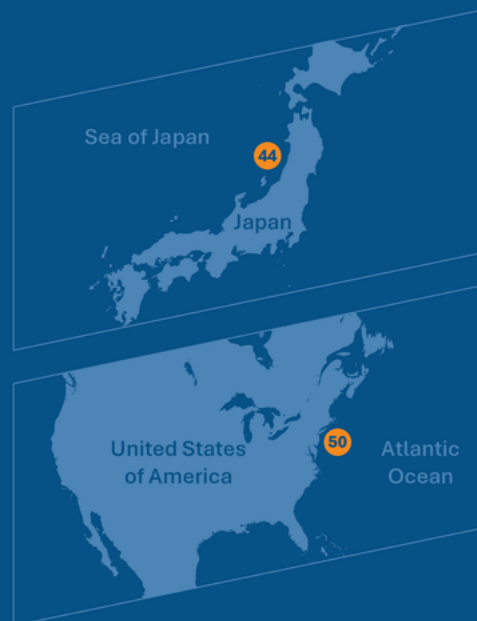 Sea of Japan
44
Japan
United States
of America
50
Atlantic
Ocean